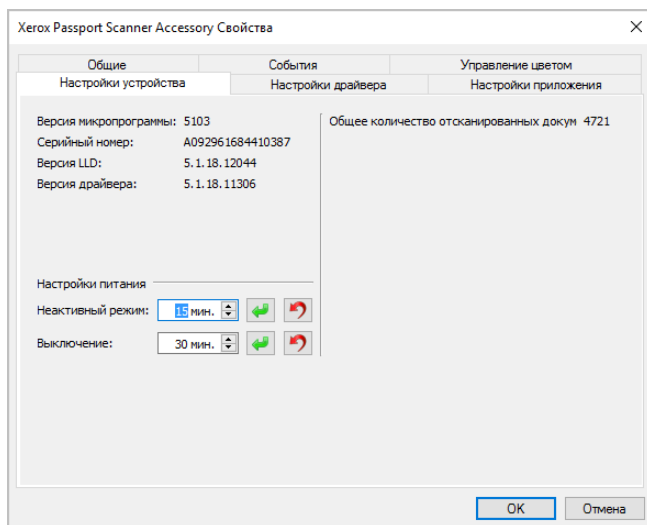 Xerox Passport Scanner Accessory Свойства
Общие
События
Управление цветом
Настройки устройства
Настройки драйвера
Настройки приложения
Версия микропрограммы: 5103
Серийный номер: A092961684410387
Версия LLD: 5.1.18.12044
Версия драйвера: 5.1.18.11306
Общее количество отсканированных докум 4721
Настройки питания
Неактивный режим: 15 мин.
Выключение: 30 мин.
OK
Отмена